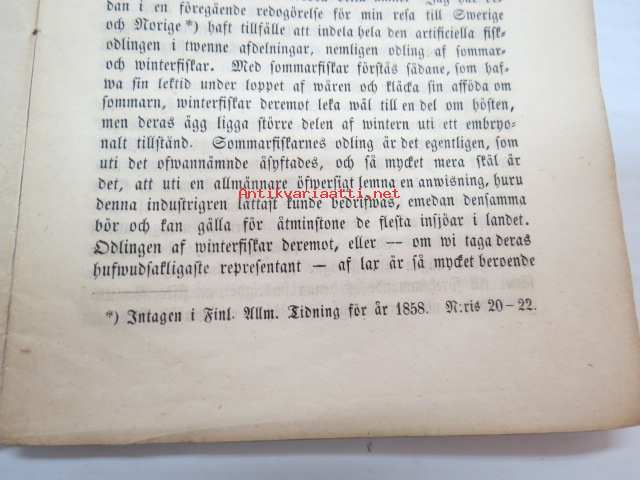 dan i en föregående redogörelse för min resa till Swerige
och Norige*) haft tillfälle att indela hela den artificiella fisk-
odlingen i twenne afdelningar, nemligen odling af sommar-
och winterfiskar. Med sommarfiskar förstås sådane, som haf-
wa sin lektid under loppet af wåren och kläcka sin afföda om
sommarn, winterfiskar deremot leka wäl till en del om hösten,
men deras ägg ligga större delen af wintern uti ett embryo-
nalt tillstånd. Sommarfiskarnes odling är det egentligen, som
uti det ofwannämnde åsyftades, och så mycket mera skäl är
det, att uti en allmännare öfwersigt lemna en anwisning, huru
Antikvariaatti.net
denna industrigren lättast kunde bedrifwas, emedan densamma
bör och kan gälla för åtminstone de flesta insjöar i landet.
Odlingen af winterfiskar deremot, eller — om wi taga deras
hufwudsakligaste representant — af lax är så mycket beroende
*) Intagen i Finl. Allm. Tidning för år 1858. N:ris 20–22.